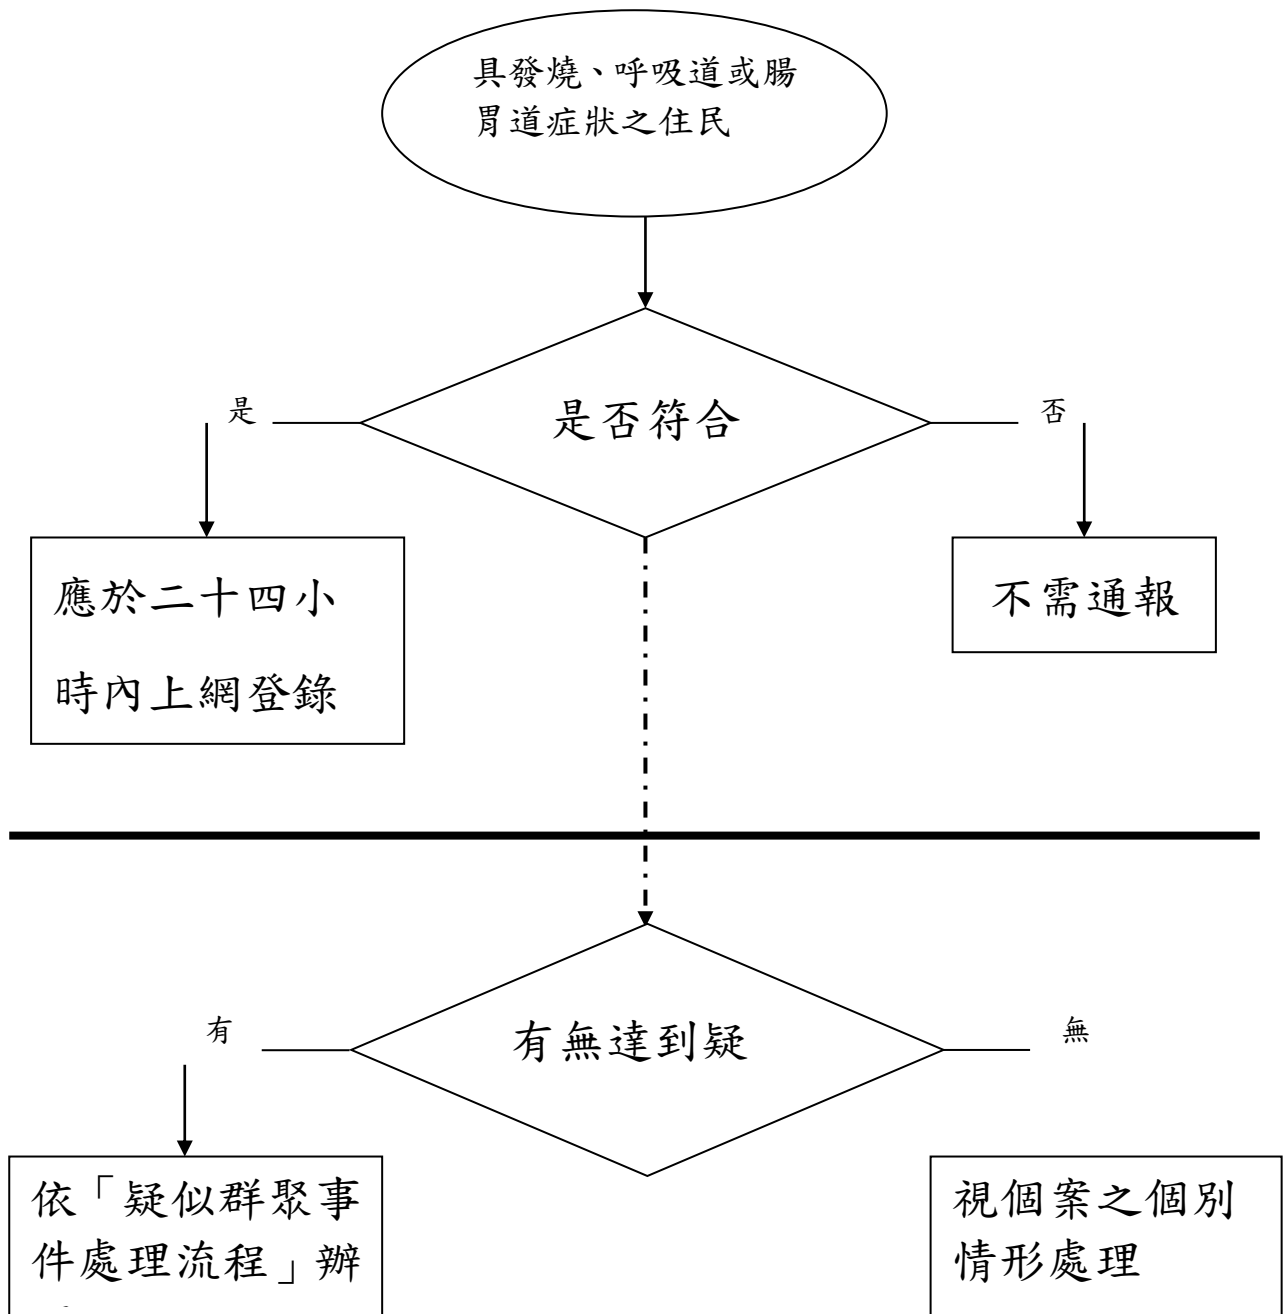 具發燒、呼吸道或腸
胃道症狀之住民
是否符合
是
否
應於二十四小
時內上網登錄
不需通報
有無達到疑
有
無
依「疑似群聚事
件處理流程」辦
視個案之個別
情形處理